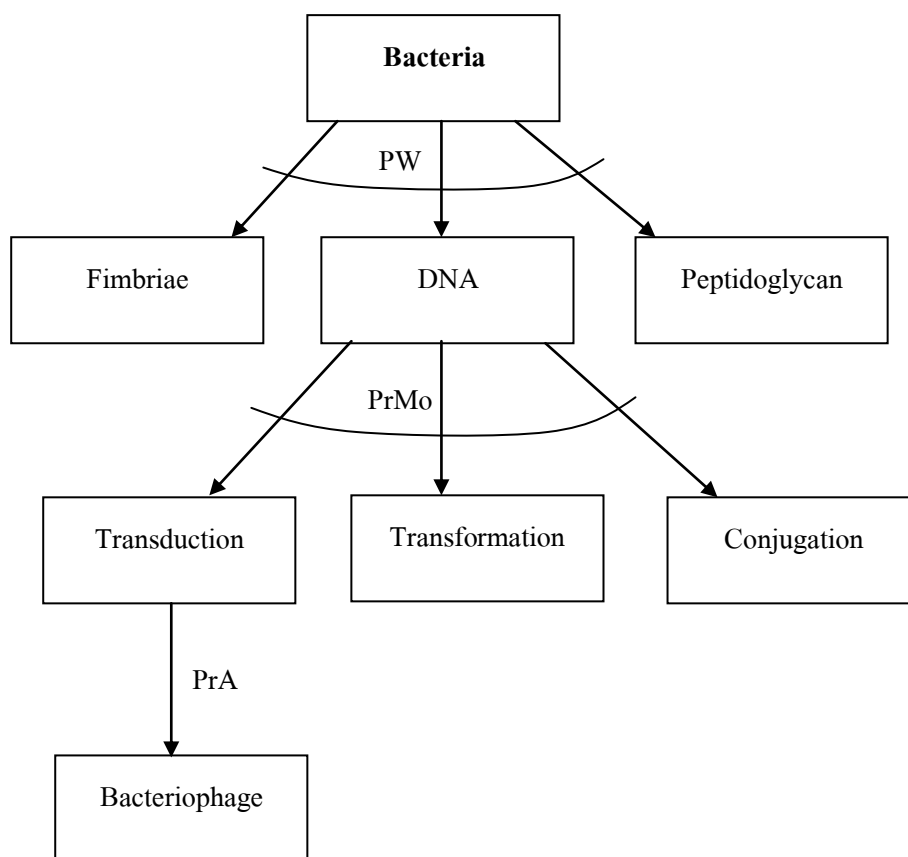 Bacteria
PW
Fimbriae
DNA
Peptidoglycan
PrMo
Transduction
Transformation
Conjugation
PrA
Bacteriophage